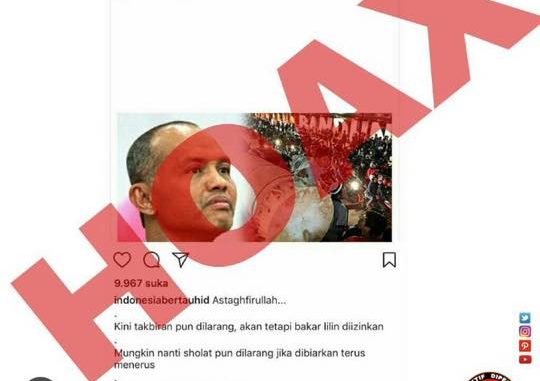 HOAX
9.967 suka
indonesiabertauhid Astaghfirullah...
.
Kini takbiran pun dilarang, akan tetapi bakar lilin diizinkan
.
Mungkin nanti sholat pun dilarang jika dibiarkan terus
menerus
.